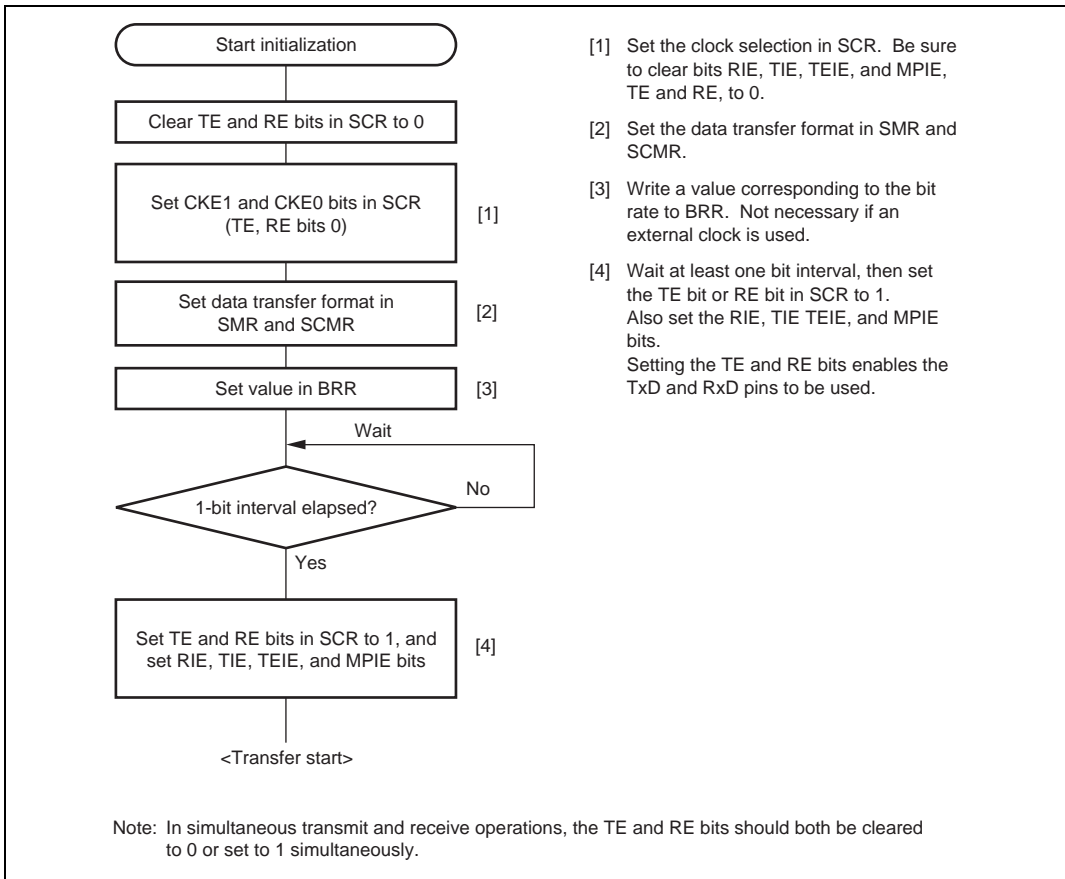 Start initialization
Clear TE and RE bits in SCR to 0
Set CKE1 and CKE0 bits in SCR
(TE, RE bits 0)
[1]
Set data transfer format in
SMR and SCMR
[2]
Set value in BRR
[3]
Wait
No
1-bit interval elapsed?
Yes
Set TE and RE bits in SCR to 1, and
set RIE, TIE, TEIE, and MPIE bits
[4]
<Transfer start>
[1] Set the clock selection in SCR. Be sure
to clear bits RIE, TIE, TEIE, and MPIE,
TE and RE, to 0.
[2] Set the data transfer format in SMR and
SCMR.
[3] Write a value corresponding to the bit
rate to BRR. Not necessary if an
external clock is used.
[4] Wait at least one bit interval, then set
the TE bit or RE bit in SCR to 1.
Also set the RIE, TIE TEIE, and MPIE
bits.
Setting the TE and RE bits enables the
TxD and RxD pins to be used.
Note: In simultaneous transmit and receive operations, the TE and RE bits should both be cleared
to 0 or set to 1 simultaneously.